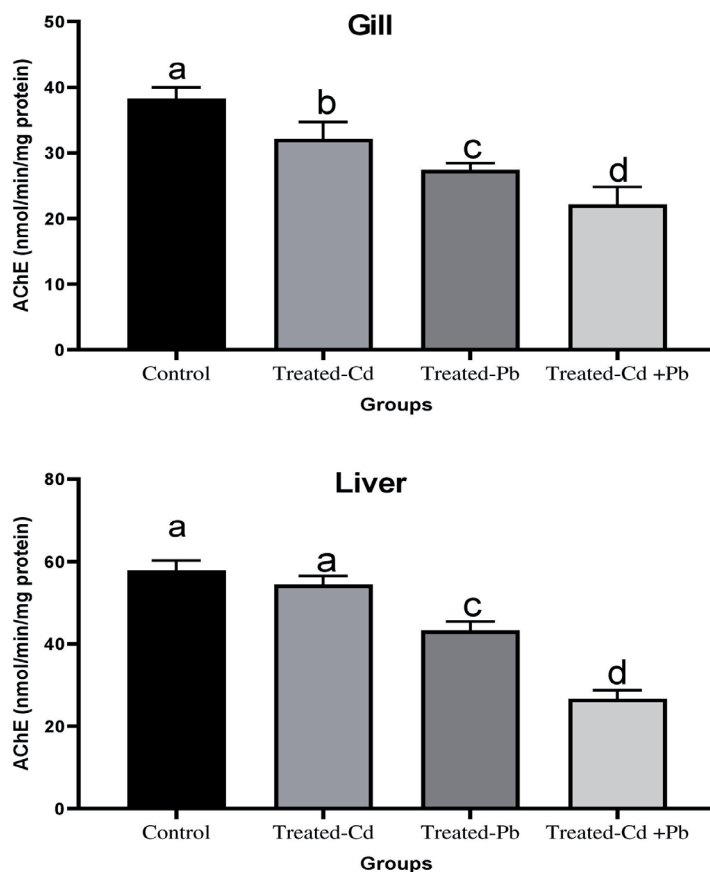 Gill
AChE (nmol/min/mg protein)
50
40
30
20
10
0
a
b
c
d
Control
Treated-Cd
Treated-Pb
Treated-Cd +Pb
Groups
Liver
AChE (nmol/min/mg protein)
80
60
40
20
0
a
a
c
d
Control
Treated-Cd
Treated-Pb
Treated-Cd +Pb
Groups